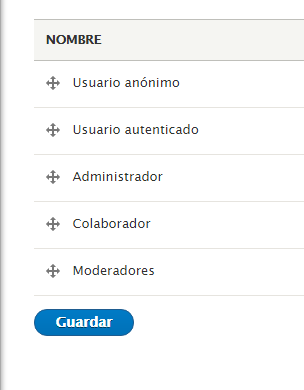 NOMBRE
Usuario anónimo
Usuario autenticado
Administrador
Colaborador
Moderadores
Guardar